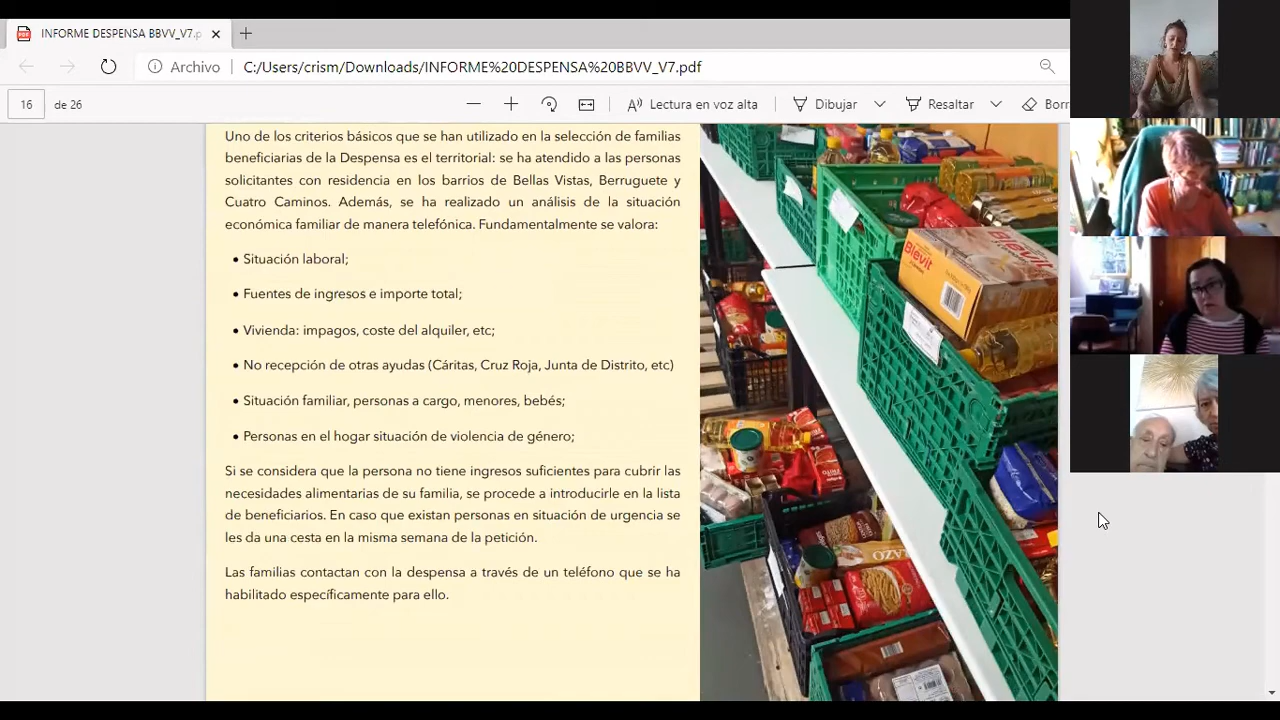 INFORME DESPENSA BBVV_V7.p
Archivo
C:/Users/crism/Downloads/INFORME%20DESPENSA%20BBVV_V7.pdf
16 de 26
Lectura en voz alta
Dibujar
Resaltar
Borr
Uno de los criterios básicos que se han utilizado en la selección de familias
beneficiarias de la Despensa es el territorial: se ha atendido a las personas
solicitantes con residencia en los barrios de Bellas Vistas, Berruguete y
Cuatro Caminos. Además, se ha realizado un análisis de la situación
económica familiar de manera telefónica. Fundamentalmente se valora:
• Situación laboral;
• Fuentes de ingresos e importe total;
• Vivienda: impagos, coste del alquiler, etc;
• No recepción de otras ayudas (Cáritas, Cruz Roja, Junta de Distrito, etc)
• Situación familiar, personas a cargo, menores, bebés;
• Personas en el hogar situación de violencia de género;
Si se considera que la persona no tiene ingresos suficientes para cubrir las
necesidades alimentarias de su familia, se procede a introducirle en la lista
de beneficiarios. En caso que existan personas en situación de urgencia se
les da una cesta en la misma semana de la petición.
Las familias contactan con la despensa a través de un teléfono que se ha
habilitado específicamente para ello.
Blevit
Blevit